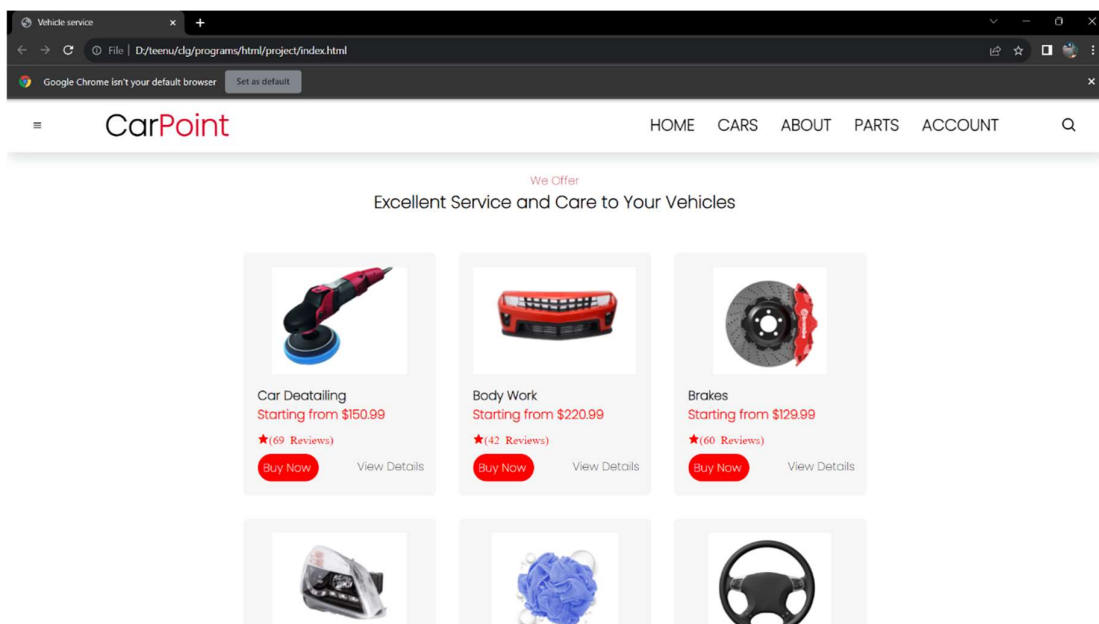 Vehicle service
File | D:/teenu/clg/programs/html/project/index.html
Google Chrome isn't your default browser Set as default
CarPoint HOME CARS ABOUT PARTS ACCOUNT
We Offer
Excellent Service and Care to Your Vehicles
Car Deatailing Body Work Brakes
Starting from $150.99 Starting from $220.99 Starting from $129.99
(69 Reviews) (42 Reviews) (60 Reviews)
Buy Now View Details Buy Now View Details Buy Now View Details